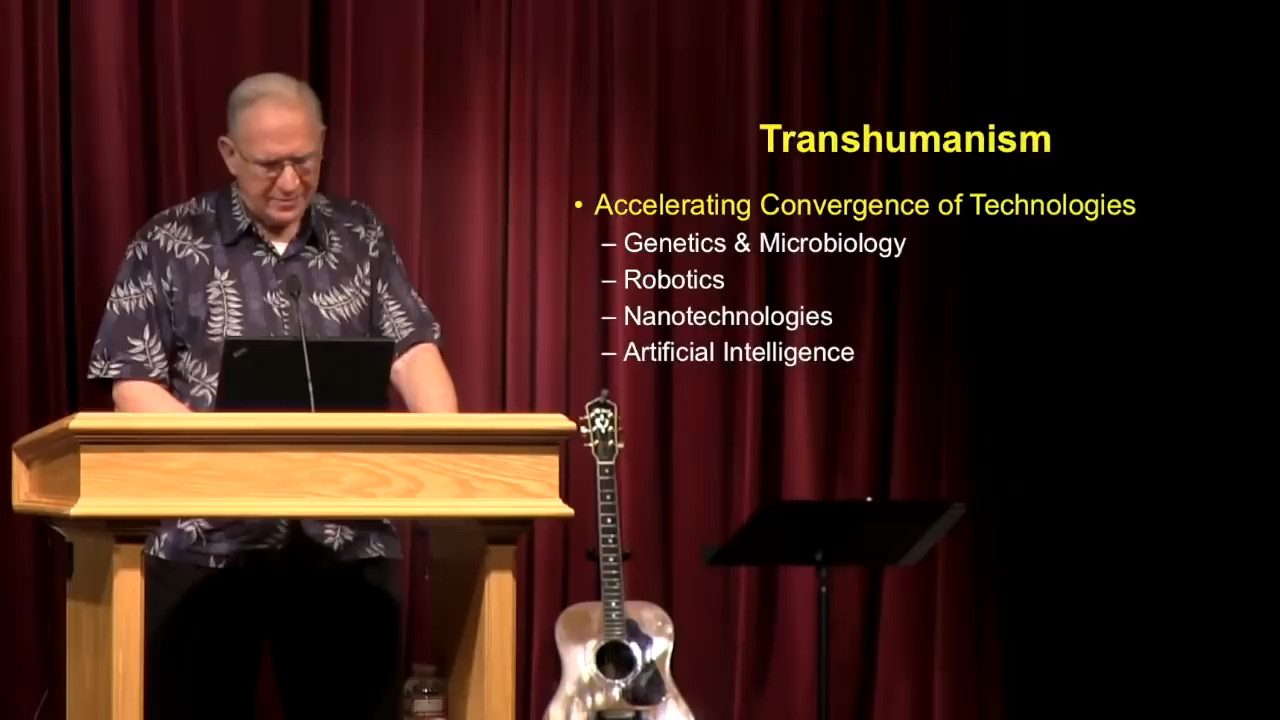 Transhumanism
• Accelerating Convergence of Technologies
– Genetics & Microbiology
– Robotics
– Nanotechnologies
– Artificial Intelligence